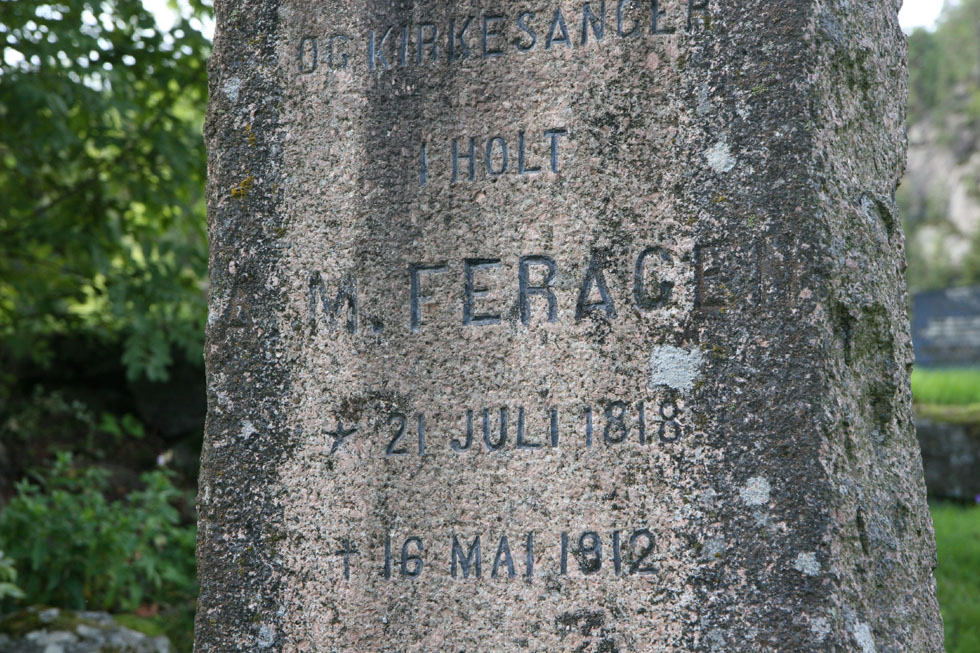 OG KIRKESANGER
I HOLT
M. FERAGEN
★ 21 JULI 1818
† 16 MAI 1912